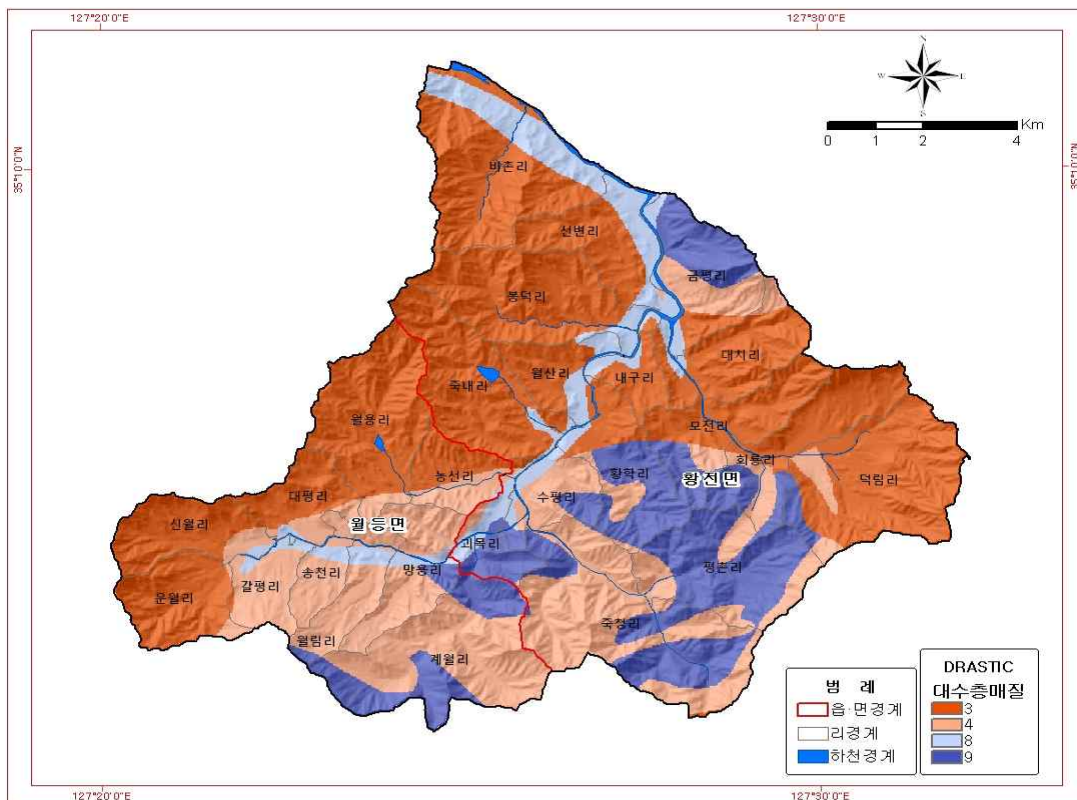 127°20'0"E
127°30'0"E
N
W
E
S
0 1 2 4 Km
35°10'0"N
35°10'0"N
비촌리
선변리
금평리
봉덕리
대치리
월산리
내구리
죽내리
월용리
모전리
농선리
황학리
회룡리
덕림리
황전면
대평리
수평리
신월리
월등면
괴목리
갈평리
송천리
망용리
평촌리
운월리
죽청리
월림리
계월리
범 례
읍·면경계
리경계
하천경계
DRASTIC
대수층매질
3
4
8
9
127°20'0"E
127°30'0"E